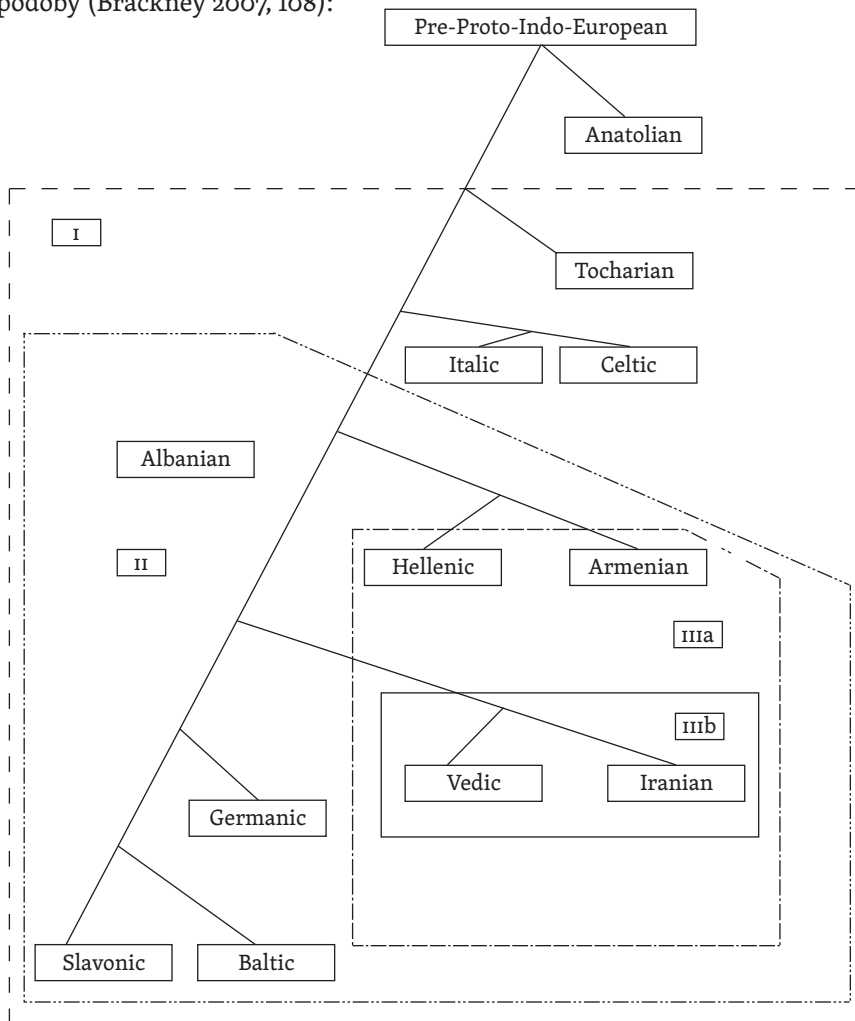 podoby (Brackney 2007, 108):
Pre-Proto-Indo-European
Anatolian
I
Tocharian
Italic
Celtic
Albanian
II
Hellenic
Armenian
IIIa
IIIb
Vedic
Iranian
Germanic
Slavonic
Baltic